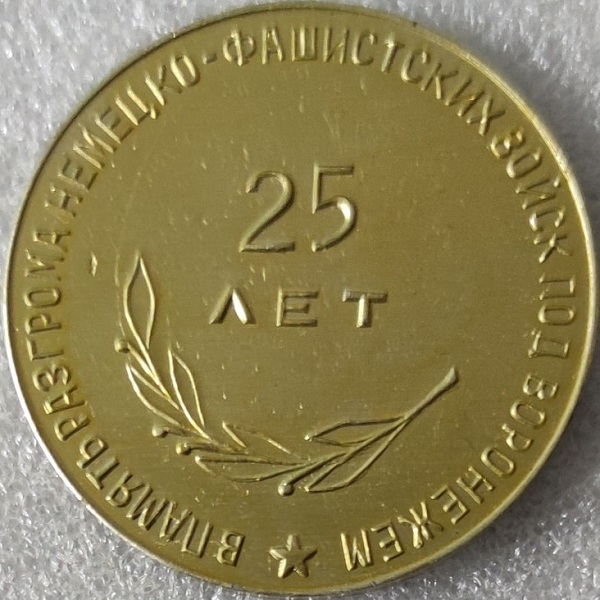 В ПАМЯТЬ РАЗГРОМА НЕМЕЦКО-ФАШИСТСКИХ ВОЙСК ПОД ВОРОНЕЖЕМ
25
ЛЕТ